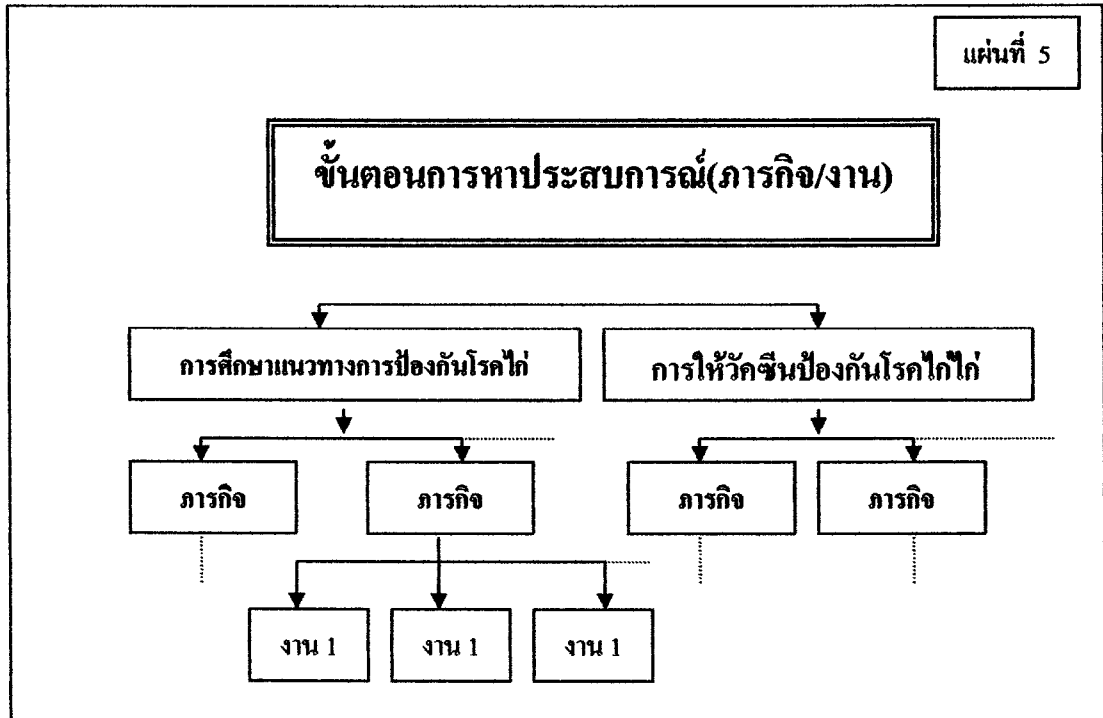 แผ่นที่ 5
ขั้นตอนการหาประสบการณ์(ภารกิจ/งาน)
การศึกษาแนวทางการป้องกันโรคไก่
การให้วัคซีนป้องกันโรคไก่ไก่
ภารกิจ
ภารกิจ
ภารกิจ
ภารกิจ
งาน 1
งาน 1
งาน 1